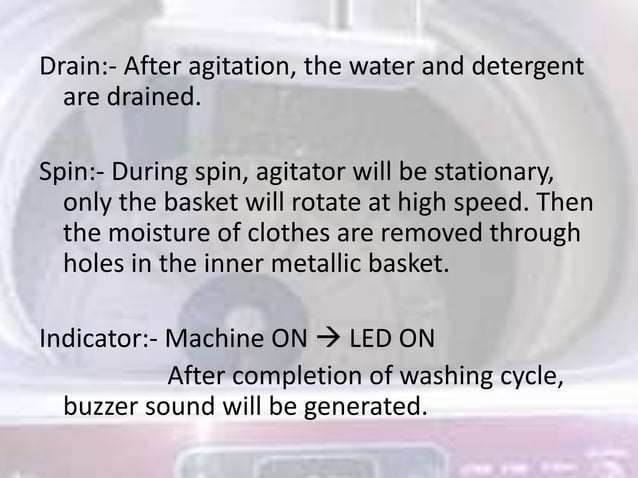 Drain:- After agitation, the water and detergent
are drained.
Spin:- During spin, agitator will be stationary,
only the basket will rotate at high speed. Then
the moisture of clothes are removed through
holes in the inner metallic basket.
Indicator:- Machine ON → LED ON
After completion of washing cycle,
buzzer sound will be generated.